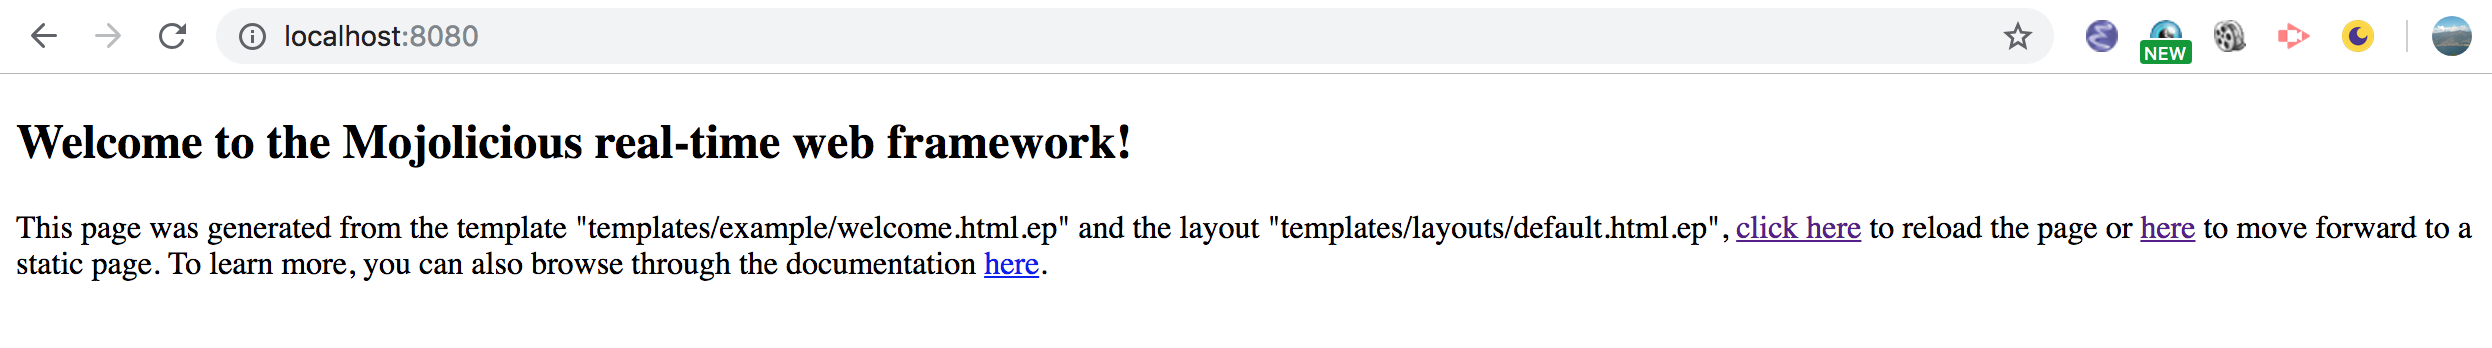 localhost:8080
NEW
Welcome to the Mojolicious real-time web framework!
This page was generated from the template "templates/example/welcome.html.ep" and the layout "templates/layouts/default.html.ep", click here to reload the page or here to move forward to a
static page. To learn more, you can also browse through the documentation here.